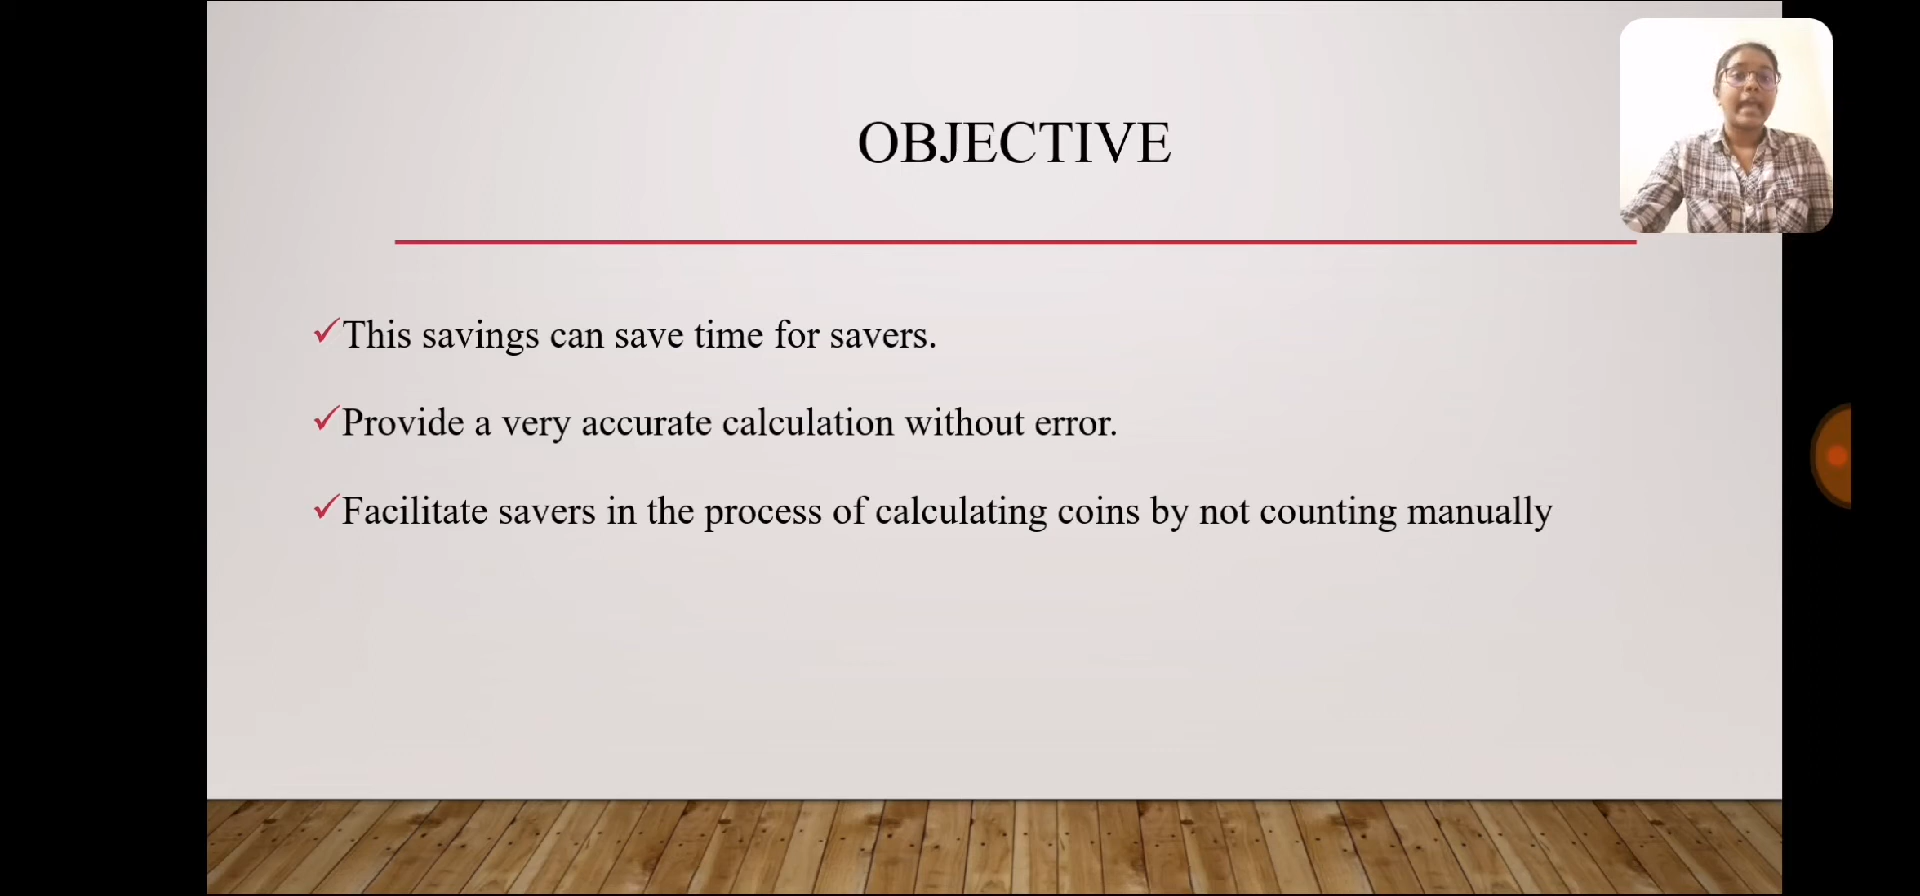 OBJECTIVE
This savings can save time for savers.
Provide a very accurate calculation without error.
Facilitate savers in the process of calculating coins by not counting manually